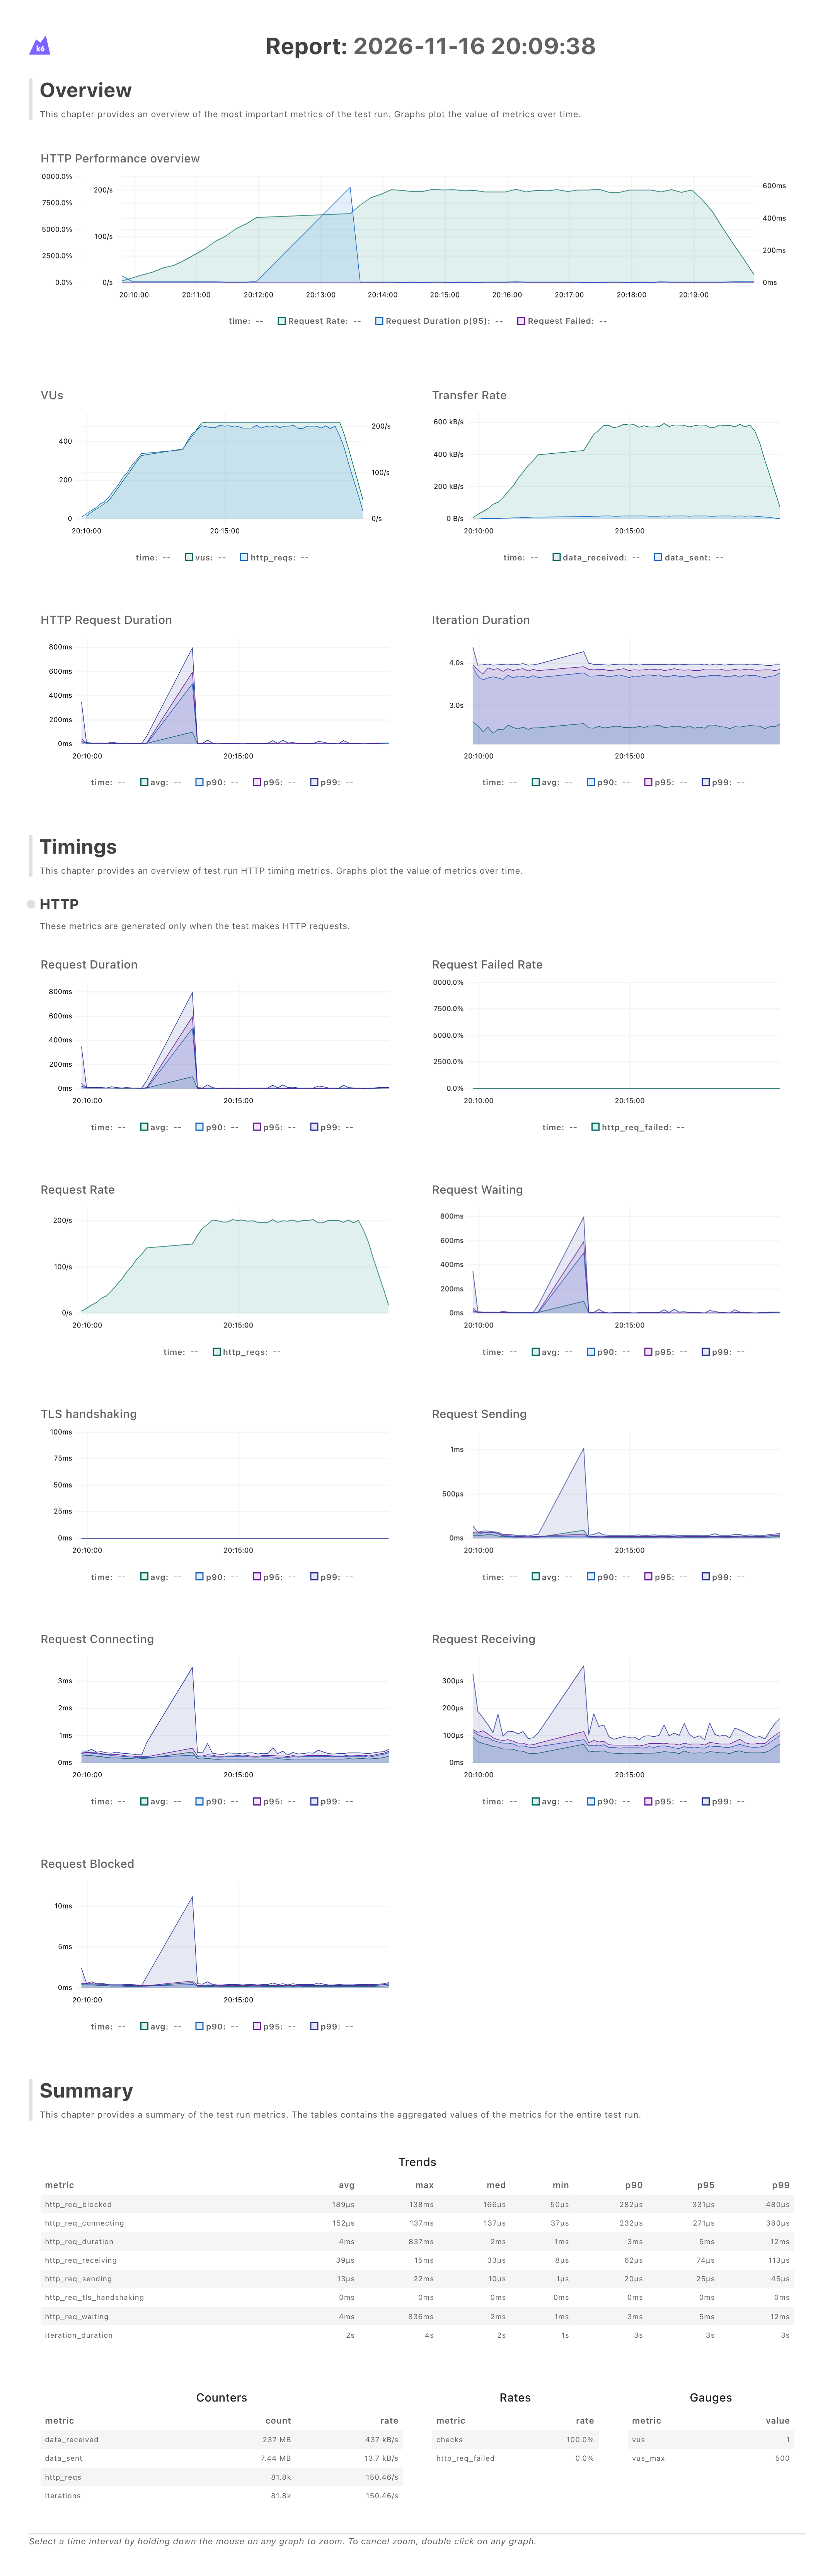 k6
Report: 2026-11-16 20:09:38
Overview
This chapter provides an overview of the most important metrics of the test run. Graphs plot the value of metrics over time.
HTTP Performance overview
0000.0% 200/s 600ms
7500.0% 400ms
5000.0% 100/s
2500.0% 200ms
0.0% 0/s 0ms
20:10:00 20:11:00 20:12:00 20:13:00 20:14:00 20:15:00 20:16:00 20:17:00 20:18:00 20:19:00
time: -- Request Rate: -- Request Duration p(95): -- Request Failed: --
VUs
400 200/s
200 100/s
0 0/s
20:10:00 20:15:00
time: -- vus: -- http_reqs: --
Transfer Rate
600 kB/s
400 kB/s
200 kB/s
0 B/s
20:10:00 20:15:00
time: -- data_received: -- data_sent: --
HTTP Request Duration
800ms
600ms
400ms
200ms
0ms
20:10:00 20:15:00
time: -- avg: -- p90: -- p95: -- p99: --
Iteration Duration
4.0s
3.0s
20:10:00 20:15:00
time: -- avg: -- p90: -- p95: -- p99: --
Timings
This chapter provides an overview of test run HTTP timing metrics. Graphs plot the value of metrics over time.
HTTP
These metrics are generated only when the test makes HTTP requests.
Request Duration
800ms
600ms
400ms
200ms
0ms
20:10:00 20:15:00
time: -- avg: -- p90: -- p95: -- p99: --
Request Failed Rate
0000.0%
7500.0%
5000.0%
2500.0%
0.0%
20:10:00 20:15:00
time: -- http_req_failed: --
Request Rate
200/s
100/s
0/s
20:10:00 20:15:00
time: -- http_reqs: --
Request Waiting
800ms
600ms
400ms
200ms
0ms
20:10:00 20:15:00
time: -- avg: -- p90: -- p95: -- p99: --
TLS handshaking
100ms
75ms
50ms
25ms
0ms
20:10:00 20:15:00
time: -- avg: -- p90: -- p95: -- p99: --
Request Sending
1ms
500µs
0ms
20:10:00 20:15:00
time: -- avg: -- p90: -- p95: -- p99: --
Request Connecting
3ms
2ms
1ms
0ms
20:10:00 20:15:00
time: -- avg: -- p90: -- p95: -- p99: --
Request Receiving
300µs
200µs
100µs
0ms
20:10:00 20:15:00
time: -- avg: -- p90: -- p95: -- p99: --
Request Blocked
10ms
5ms
0ms
20:10:00 20:15:00
time: -- avg: -- p90: -- p95: -- p99: --
Summary
This chapter provides a summary of the test run metrics. The tables contains the aggregated values of the metrics for the entire test run.
Trends
metric avg max med min p90 p95 p99
http_req_blocked 189µs 138ms 166µs 50µs 282µs 331µs 480µs
http_req_connecting 152µs 137ms 137µs 37µs 232µs 271µs 380µs
http_req_duration 4ms 837ms 2ms 1ms 3ms 5ms 12ms
http_req_receiving 39µs 15ms 33µs 8µs 62µs 74µs 113µs
http_req_sending 13µs 22ms 10µs 1µs 20µs 25µs 45µs
http_req_tls_handshaking 0ms 0ms 0ms 0ms 0ms 0ms 0ms
http_req_waiting 4ms 836ms 2ms 1ms 3ms 5ms 12ms
iteration_duration 2s 4s 2s 1s 3s 3s 3s
Counters
metric count rate
data_received 237 MB 437 kB/s
data_sent 7.44 MB 13.7 kB/s
http_reqs 81.8k 150.46/s
iterations 81.8k 150.46/s
Rates
metric rate
checks 100.0%
http_req_failed 0.0%
Gauges
metric value
vus 1
vus_max 500
Select a time interval by holding down the mouse on any graph to zoom. To cancel zoom, double click on any graph.